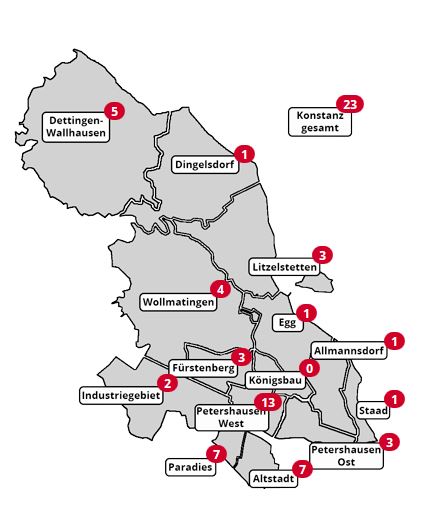 23
Konstanz
gesamt
5
Dettingen-
Wallhausen
1
Dingelsdorf
3
Litzelstetten
4
Wollmatingen
1
Egg
1
Allmannsdorf
3
Fürstenberg
0
Königsbau
2
Industriegebiet
13
Petershausen
West
1
Staad
3
Petershausen
Ost
7
Paradies
7
Altstadt